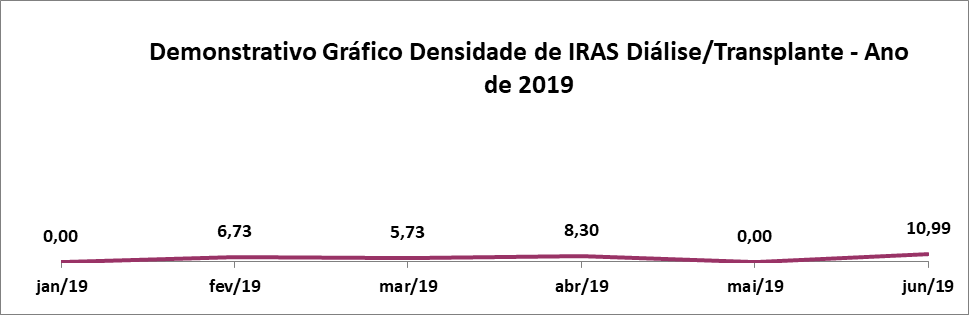 Demonstrativo Gráfico Densidade de IRAS Diálise/Transplante - Ano
de 2019
0,00 6,73 5,73 8,30 0,00 10,99
jan/19 fev/19 mar/19 abr/19 mai/19 jun/19